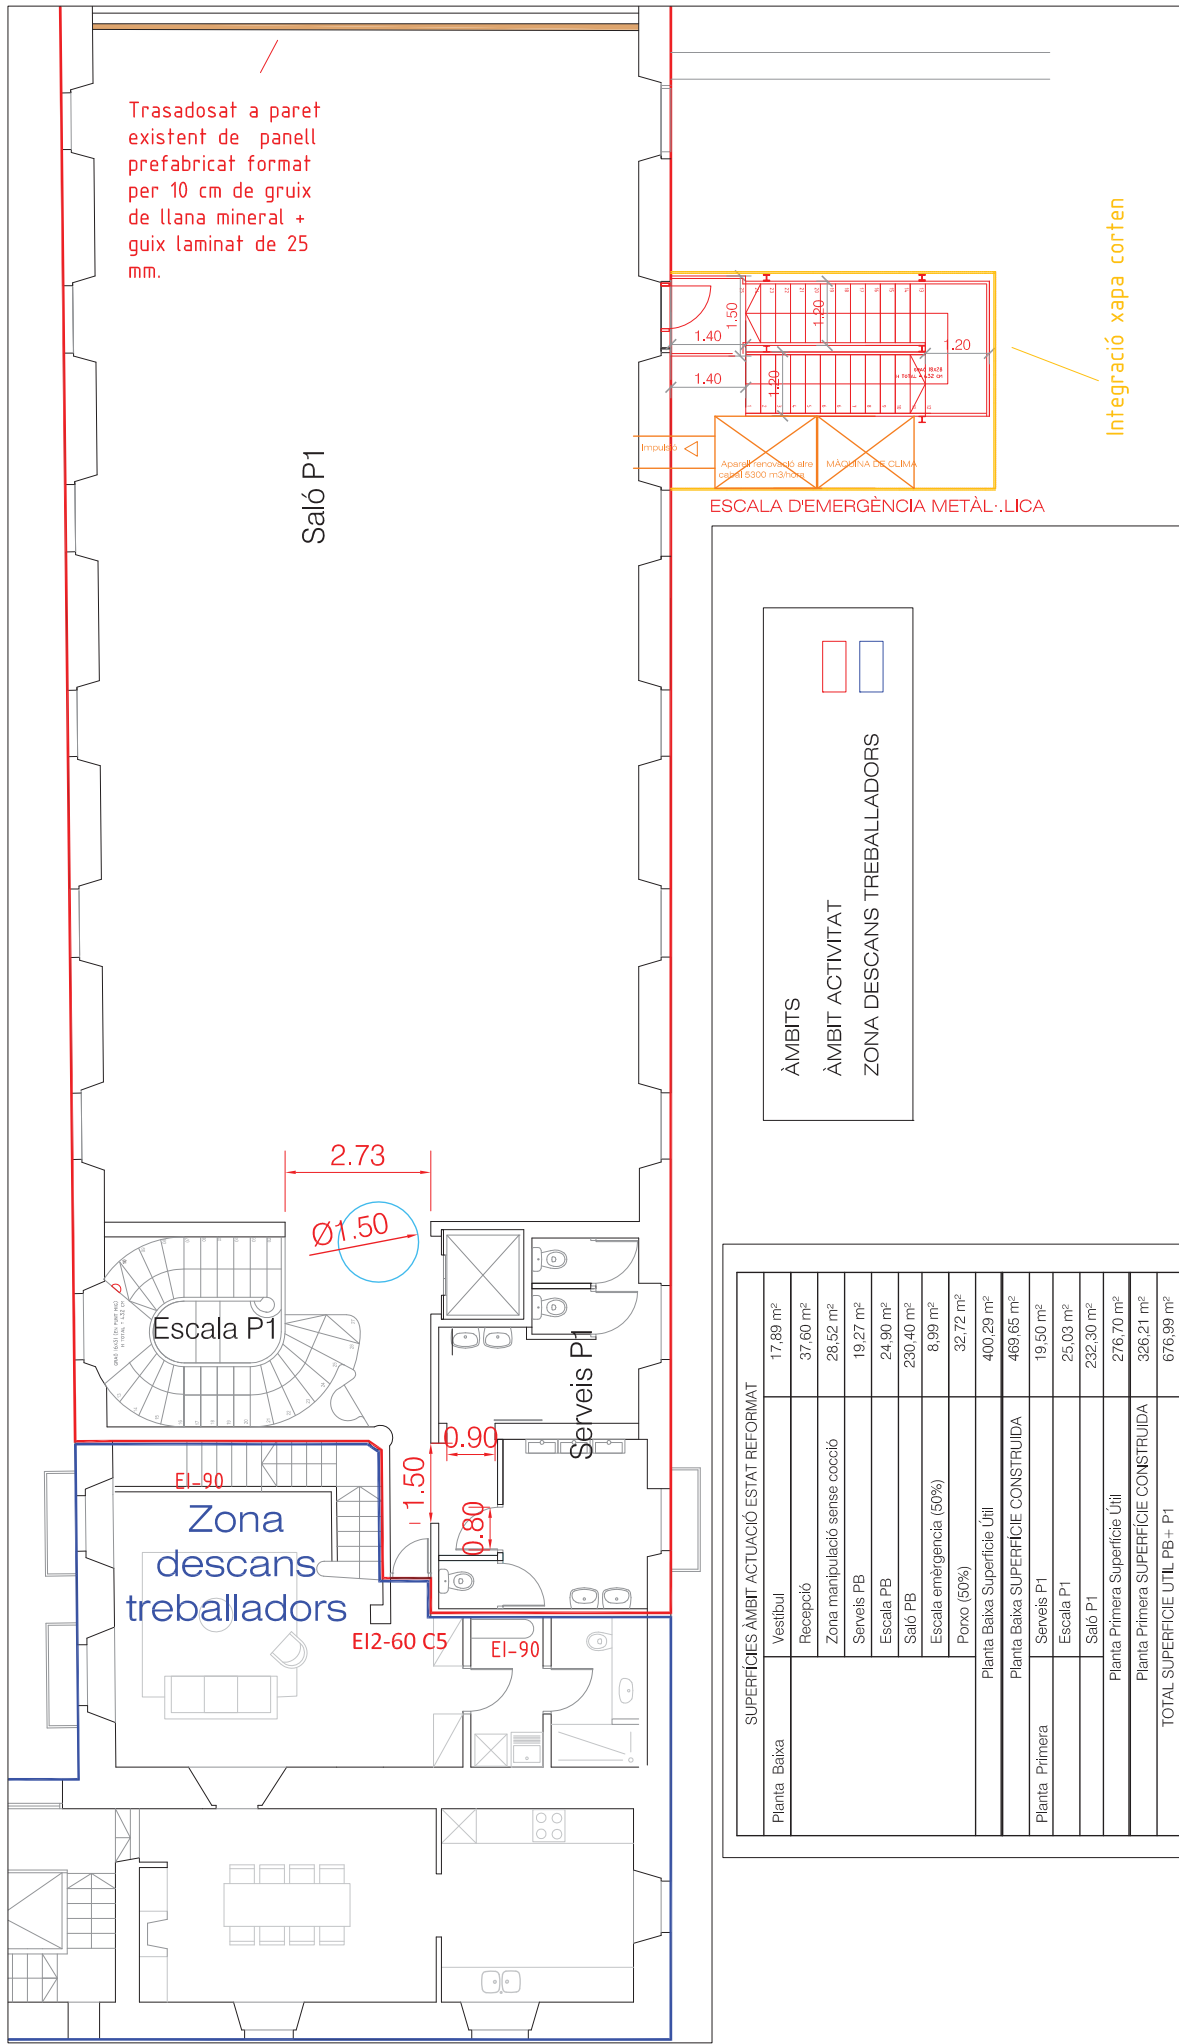 Trasadosat a paret
existent de panell
prefabricat format
per 10 cm de gruix
de llana mineral +
guix laminat de 25
mm.
Saló P1
1.50
1.20
1.40
1.20
1.40
1.20
GRAO 18X28
H TOTAL = 4.32 cm
Impulsió
Aparell renovació aire
cabal 5300 m3/hora
MÀQUINA DE CLIMA
ESCALA D'EMERGÈNCIA METÀL·.LICA
Integració xapa corten
ÀMBITS
ÀMBIT ACTIVITAT
ZONA DESCANS TREBALLADORS
2.73
Ø1.50
Escala P1
Serveis P1
0.90
1.50
0.80
EI-90
Zona
descans
treballadors
EI2-60 C5
EI-90
SUPERFÍCIES ÀMBIT ACTUACIÓ ESTAT REFORMAT
Planta Baixa Vestíbul 17,89 m²
Recepció 37,60 m²
Zona manipulació sense cocció 28,52 m²
Serveis PB 19,27 m²
Escala PB 24,90 m²
Saló PB 230,40 m²
Escala emèrgencia (50%) 8,99 m²
Porxo (50%) 32,72 m²
Planta Baixa Superfície Útil 400,29 m²
Planta Baixa SUPERFÍCIE CONSTRUIDA 469,65 m²
Planta Primera Serveis P1 19,50 m²
Escala P1 25,03 m²
Saló P1 232,30 m²
Planta Primera Superfície Útil 276,70 m²
Planta Primera SUPERFÍCIE CONSTRUIDA 326,21 m²
TOTAL SUPERFICIE UTIL PB+ P1 676,99 m²